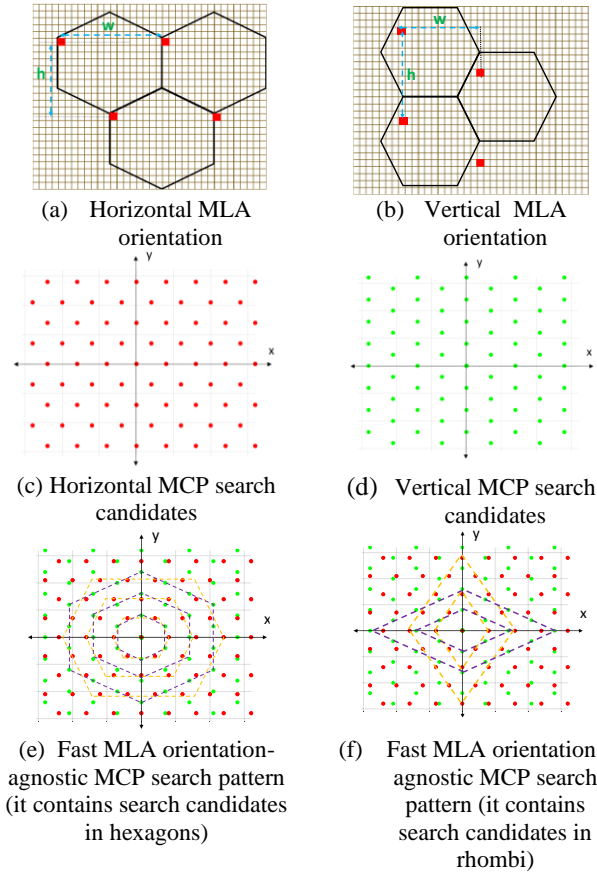 w
h
w
h
(a) Horizontal MLA
orientation
(b) Vertical MLA
orientation
y
x
y
x
(c) Horizontal MCP search
candidates
(d) Vertical MCP search
candidates
y
x
y
x
(e) Fast MLA orientation-
agnostic MCP search pattern
(it contains search candidates
in hexagons)
(f) Fast MLA orientation
agnostic MCP search
pattern (it contains
search candidates in
rhombi)